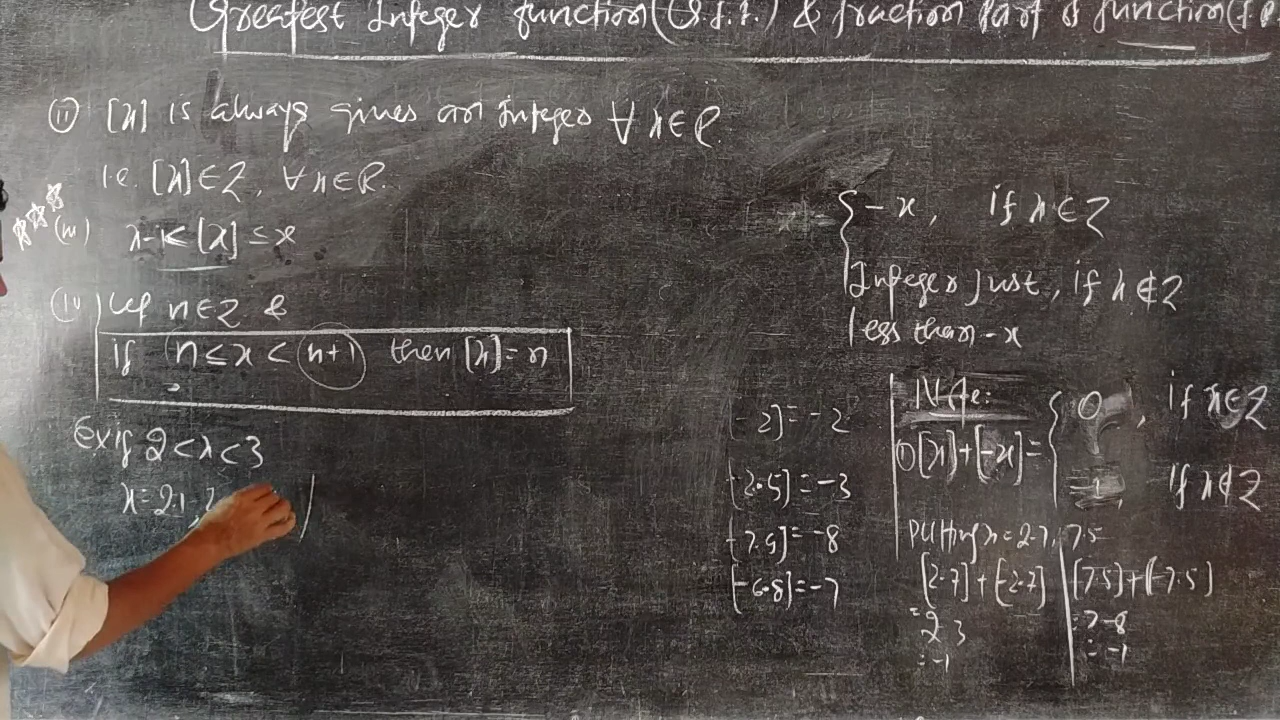 Greatest Integer function (G.I.F.) & fraction Part of function (F.P
(ii) [x] is always gives an Integer ∀ x∈R.
i.e. [x]∈Z, ∀ x∈R.
(iii) x-1<[x]≤x
(iv) Let n∈Z &
if n≤x<n+1 then [x]=n
Ex if 2<x<3
x=2.1,
{-x, if x∈Z
Integer just, if x∉Z
less than -x
-2]=-2
[-2.5]=-3
[-7.5]=-8
[-6.8]=-7
Note:
① [x]+[-x]= { 0, if x∈Z
-1, If x∉Z
Putting x=2.7, 7.5
[2.7]+[-2.7] | [7.5]+[-7.5]
=2 3 | =7-8
=-1 | =-1